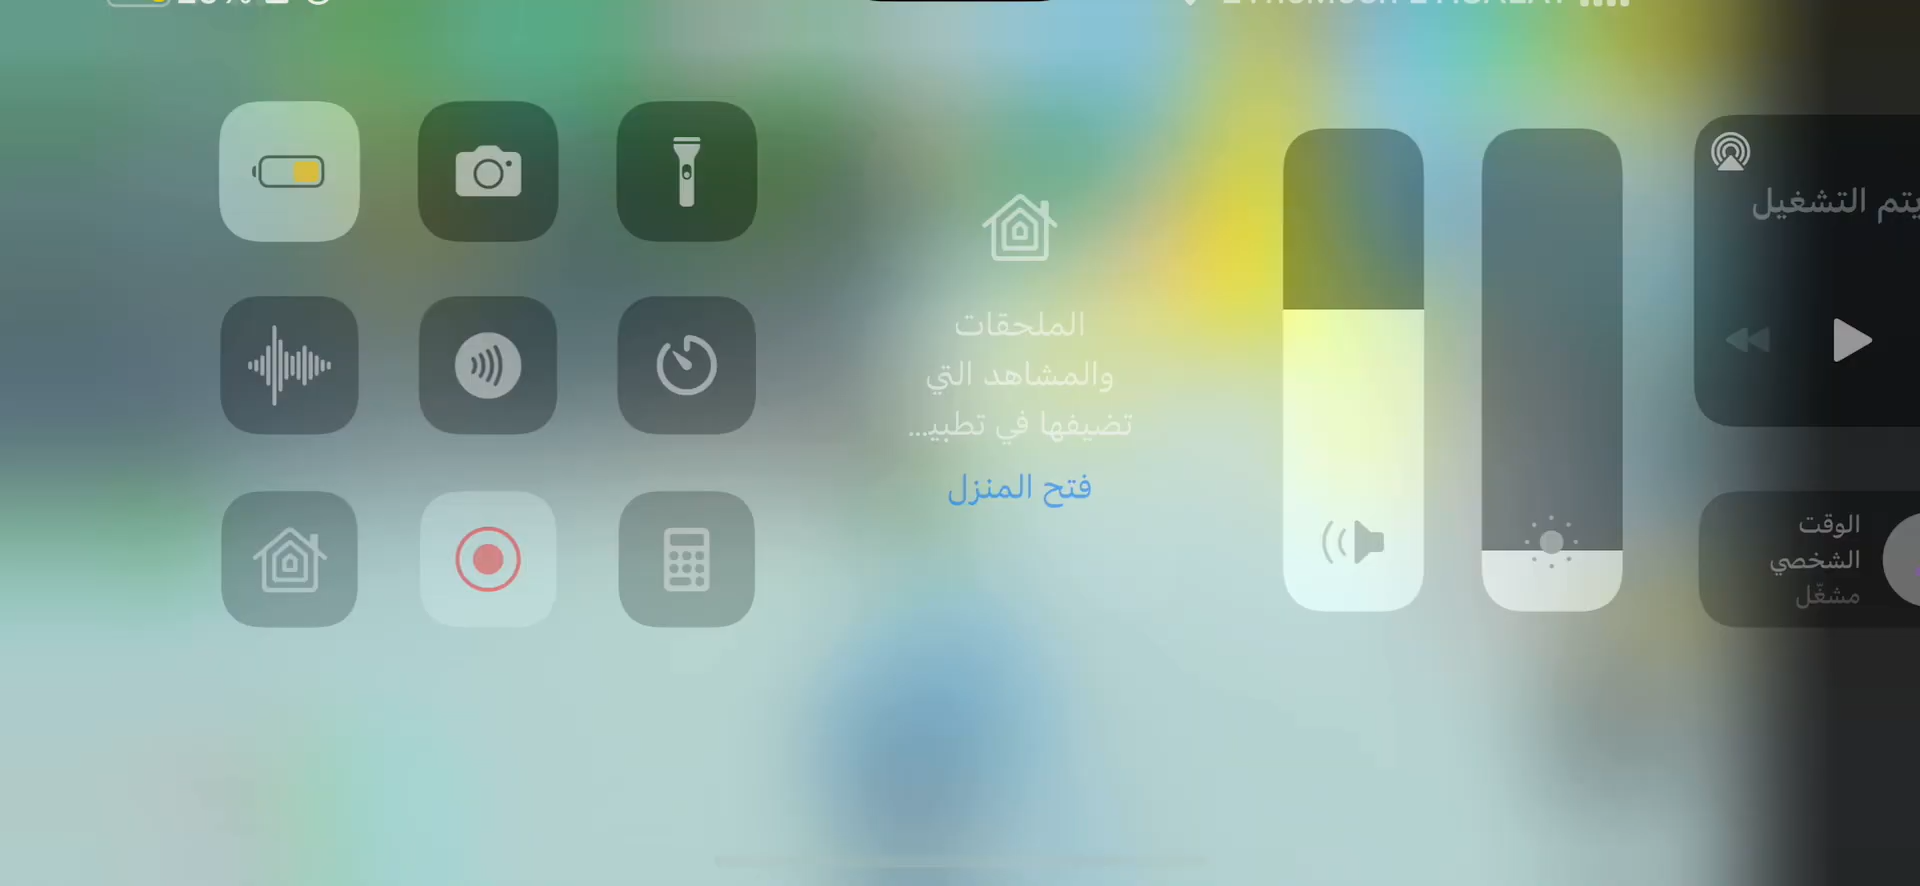 يتم التشغيل
الملحقات
والمشاهد التي
تضيفها في تطبيـ...
فتح المنزل
الوقت
الشخصي
مشغّل